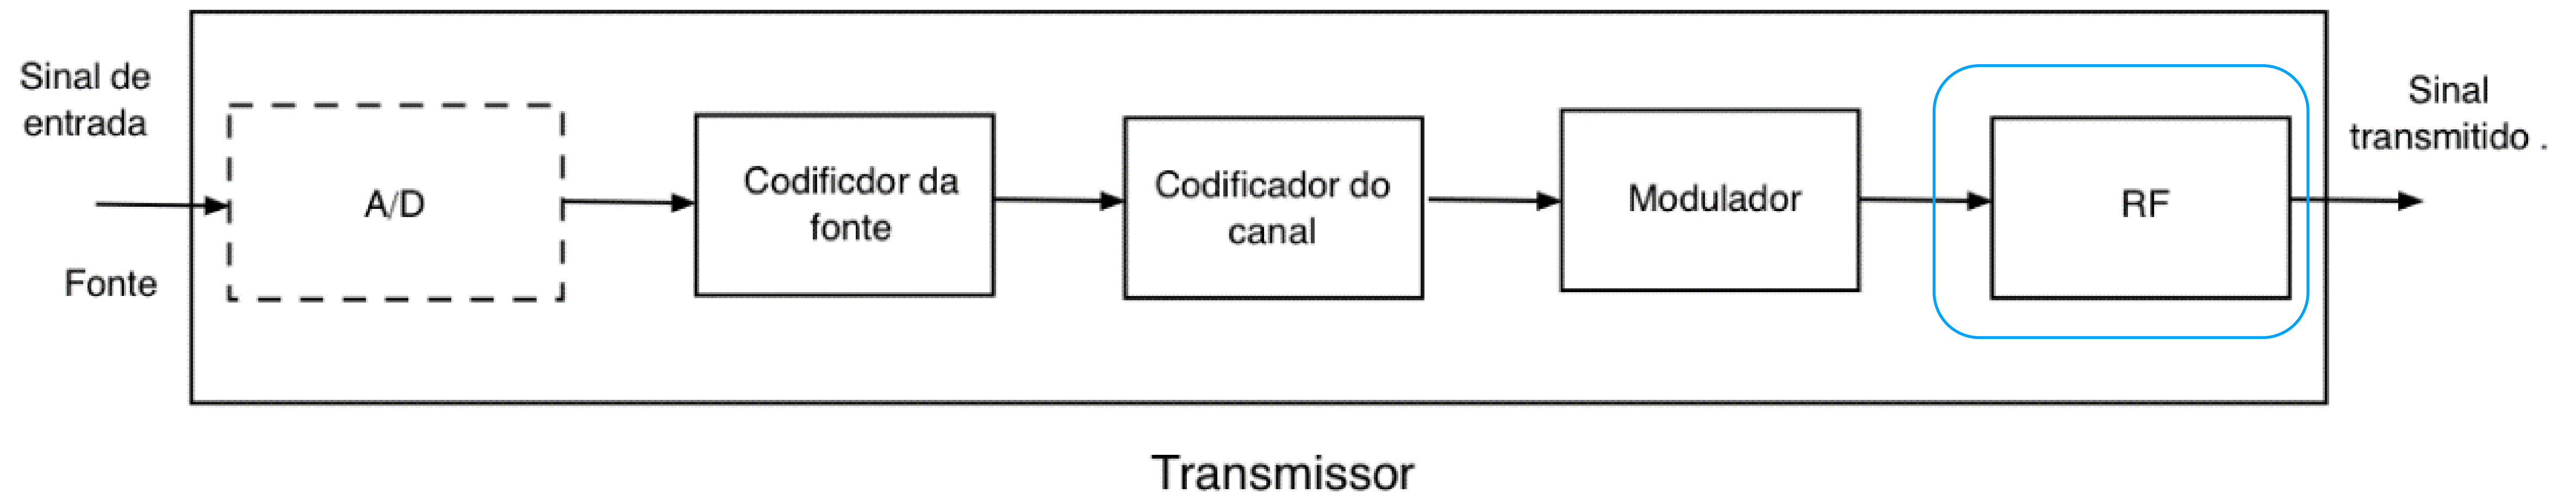 Sinal de
entrada
Fonte
A/D
Codificdor da
fonte
Codificador do
canal
Modulador
RF
Sinal
transmitido .
Transmissor